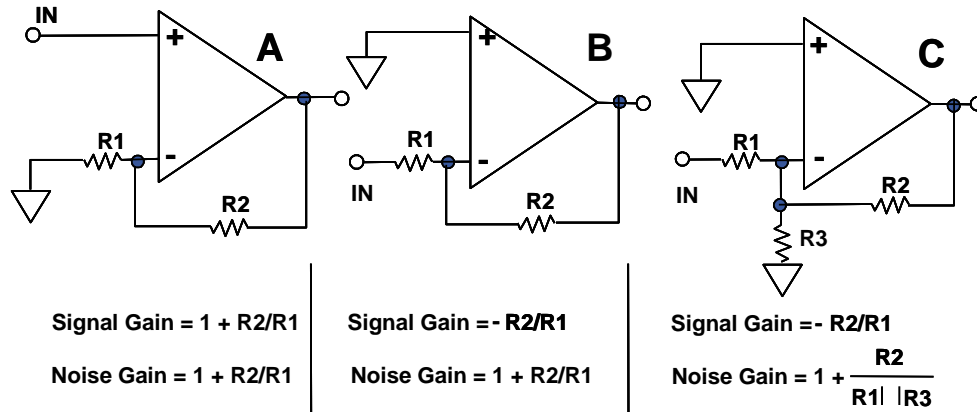 IN
+
A
R1
-
R2
+
B
R1
-
IN
R2
+
C
R1
-
IN
R2
R3
Signal Gain = 1 + R2/R1
Noise Gain = 1 + R2/R1
Signal Gain = - R2/R1
Noise Gain = 1 + R2/R1
Signal Gain = - R2/R1
Noise Gain = 1 + R2
R1| |R3